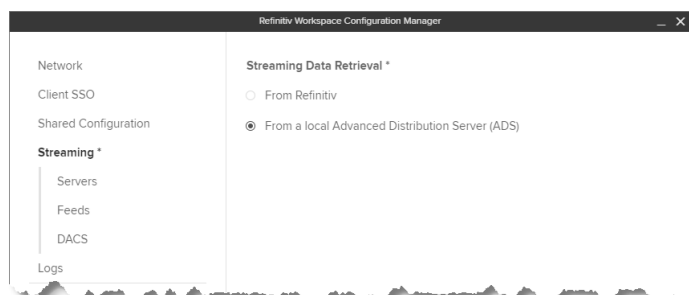 Refinitiv Workspace Configuration Manager
Network
Client SSO
Shared Configuration
Streaming *
Servers
Feeds
DACS
Logs
Streaming Data Retrieval *
From Refinitiv
From a local Advanced Distribution Server (ADS)